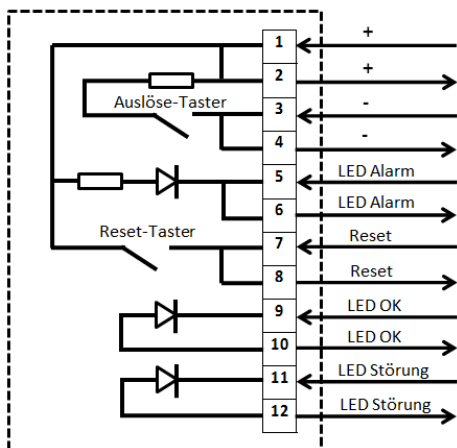 1 +
2 +
Auslöse-Taster 3 -
4 -
5 LED Alarm
6 LED Alarm
Reset-Taster 7 Reset
8 Reset
9 LED OK
10 LED OK
11 LED Störung
12 LED Störung